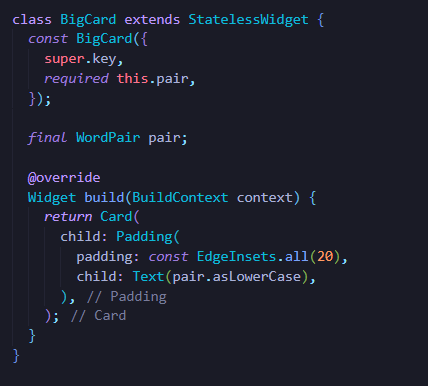 class BigCard extends StatelessWidget {
  const BigCard({
    super.key,
    required this.pair,
  });

  final WordPair pair;

  @override
  Widget build(BuildContext context) {
    return Card(
      child: Padding(
        padding: const EdgeInsets.all(20),
        child: Text(pair.asLowerCase),
      ), // Padding
    ); // Card
  }
}